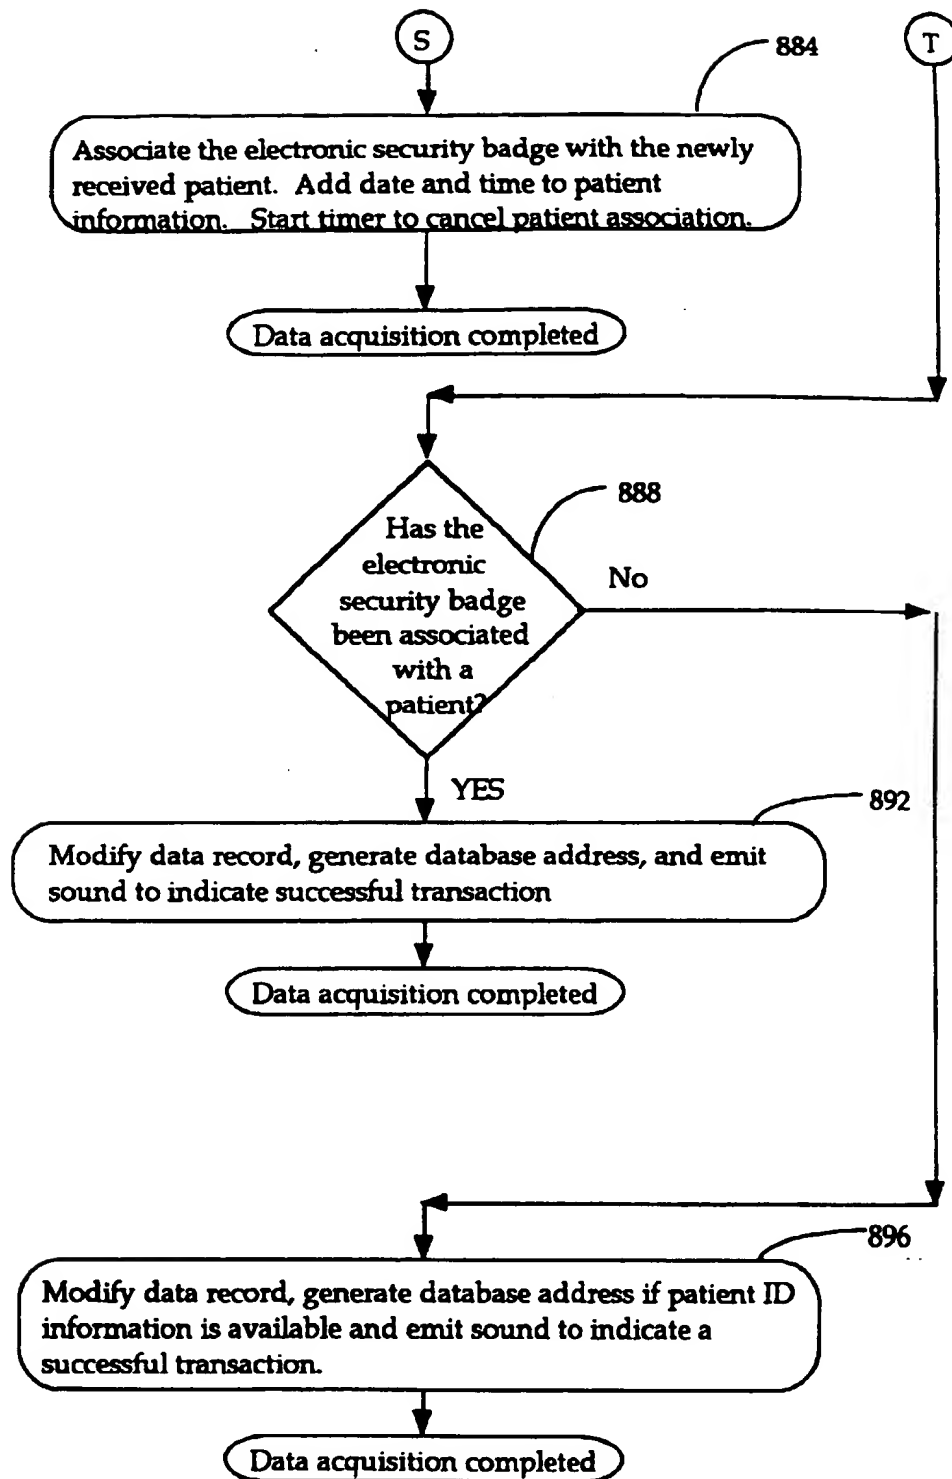 S
T
884
Associate the electronic security badge with the newly
received patient. Add date and time to patient
information. Start timer to cancel patient association.
Data acquisition completed
888
Has the
electronic
security badge
been associated
with a
patient?
No
YES
892
Modify data record, generate database address, and emit
sound to indicate successful transaction
Data acquisition completed
896
Modify data record, generate database address if patient ID
information is available and emit sound to indicate a
successful transaction.
Data acquisition completed